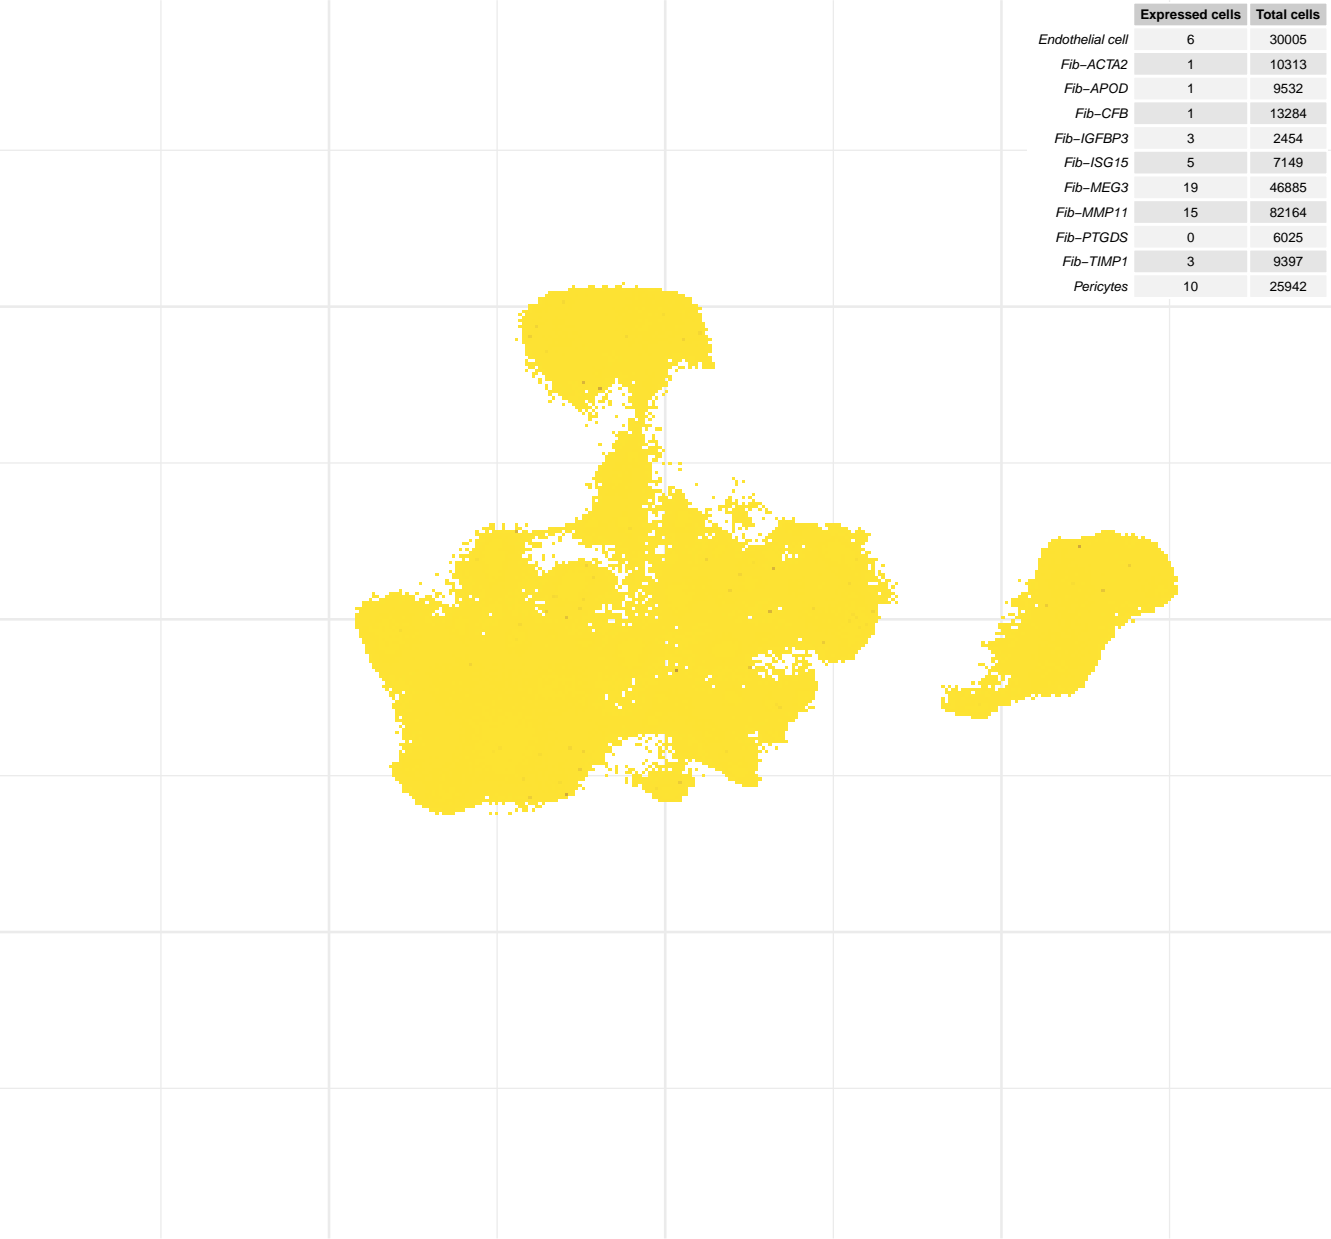 Expressed cells Total cells
Endothelial cell 6 30005
Fib−ACTA2 1 10313
Fib−APOD 1 9532
Fib−CFB 1 13284
Fib−IGFBP3 3 2454
Fib−ISG15 5 7149
Fib−MEG3 19 46885
Fib−MMP11 15 82164
Fib−PTGDS 0 6025
Fib−TIMP1 3 9397
Pericytes 10 25942